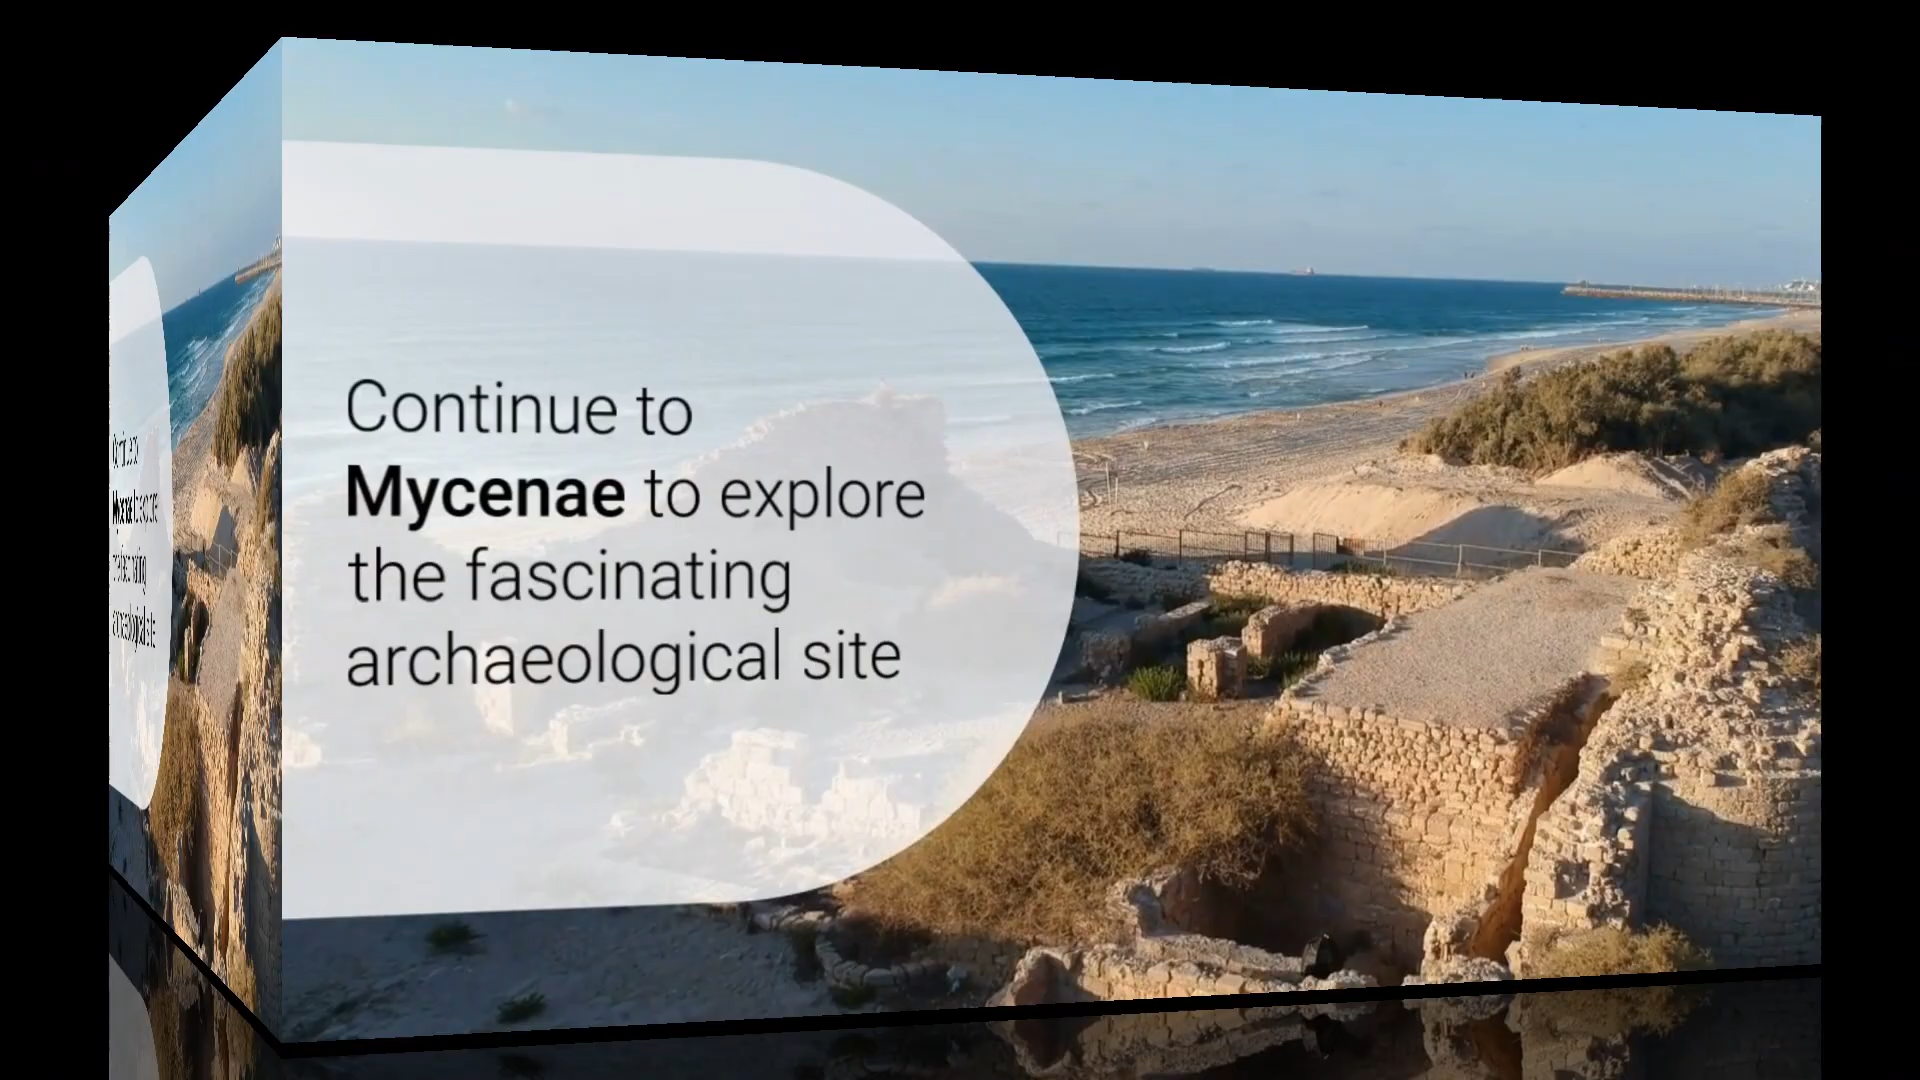 Continue to
Mycenae to explore
the fascinating
archaeological site